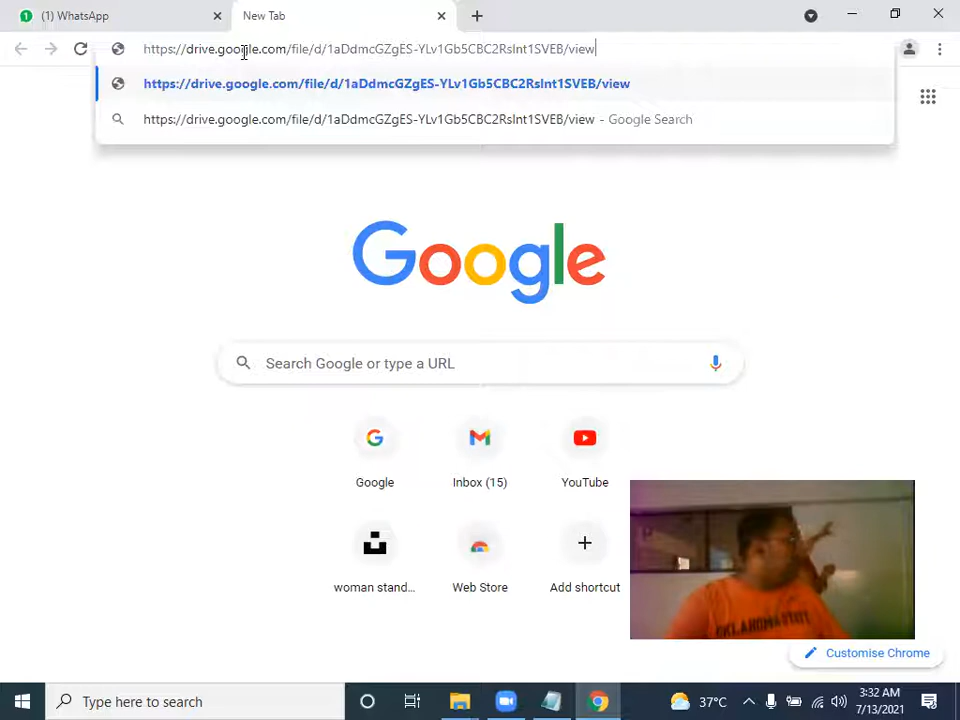 (1) WhatsApp
New Tab
https://drive.google.com/file/d/1aDdmcGZgES-YLv1Gb5CBC2RsInt1SVEB/view
https://drive.google.com/file/d/1aDdmcGZgES-YLv1Gb5CBC2RsInt1SVEB/view
https://drive.google.com/file/d/1aDdmcGZgES-YLv1Gb5CBC2RsInt1SVEB/view - Google Search
Google
Search Google or type a URL
Google
Inbox (15)
YouTube
woman stand...
Web Store
Add shortcut
OKLAHOMA STATE
Customise Chrome
Type here to search
37°C
3:32 AM
7/13/2021